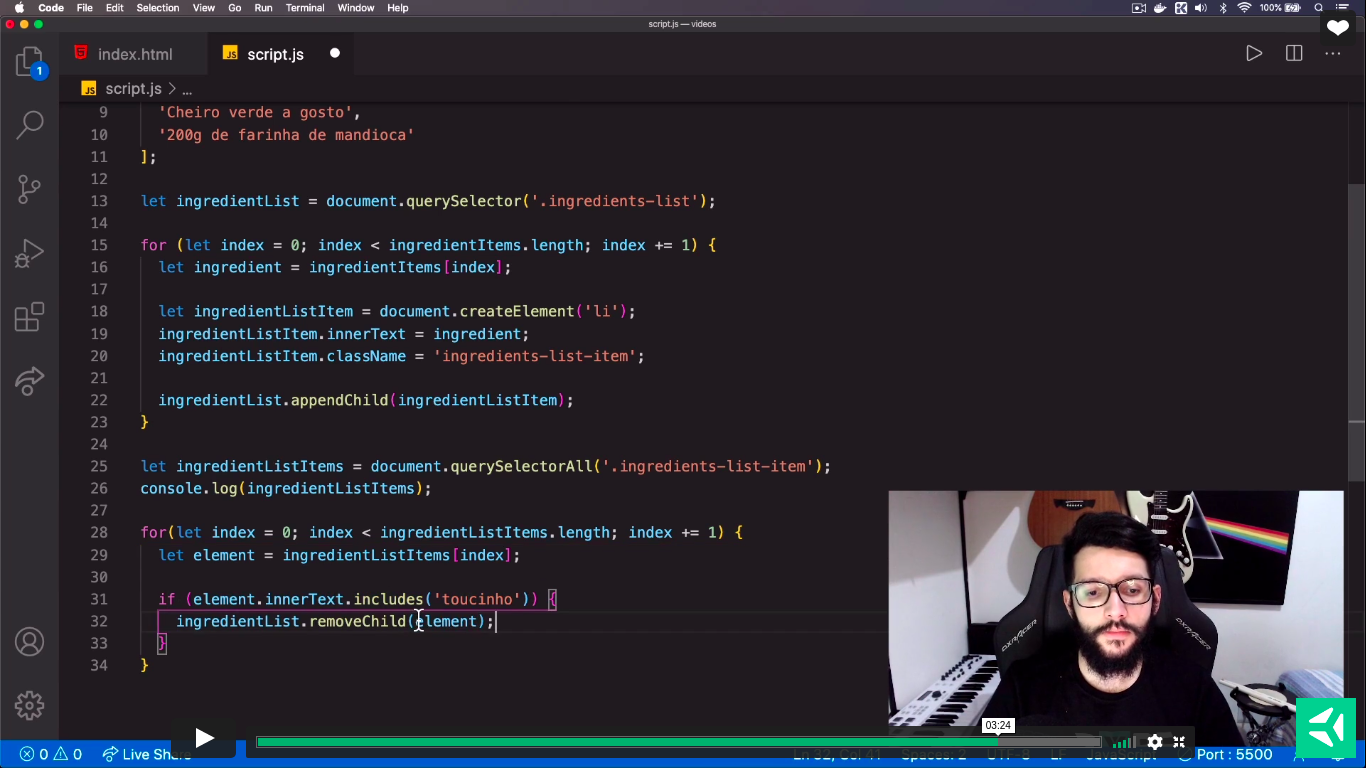 Code File Edit Selection View Go Run Terminal Window Help 100%
script.js — videos
index.html JS script.js
JS script.js > ...
1
9 'Cheiro verde a gosto',
10 '200g de farinha de mandioca'
11 ];
12
13 let ingredientList = document.querySelector('.ingredients-list');
14
15 for (let index = 0; index < ingredientItems.length; index += 1) {
16 let ingredient = ingredientItems[index];
17
18 let ingredientListItem = document.createElement('li');
19 ingredientListItem.innerText = ingredient;
20 ingredientListItem.className = 'ingredients-list-item';
21
22 ingredientList.appendChild(ingredientListItem);
23 }
24
25 let ingredientListItems = document.querySelectorAll('.ingredients-list-item');
26 console.log(ingredientListItems);
27
28 for(let index = 0; index < ingredientListItems.length; index += 1) {
29 let element = ingredientListItems[index];
30
31 if (element.innerText.includes('toucinho')) {
32 ingredientList.removeChild(element);
33 }
34 }
DXRACER DXRACER
03:24
0 0 Live Share Ln 32, Col 41 Spaces: 2 UTF-8 LF JavaScript Port : 5500